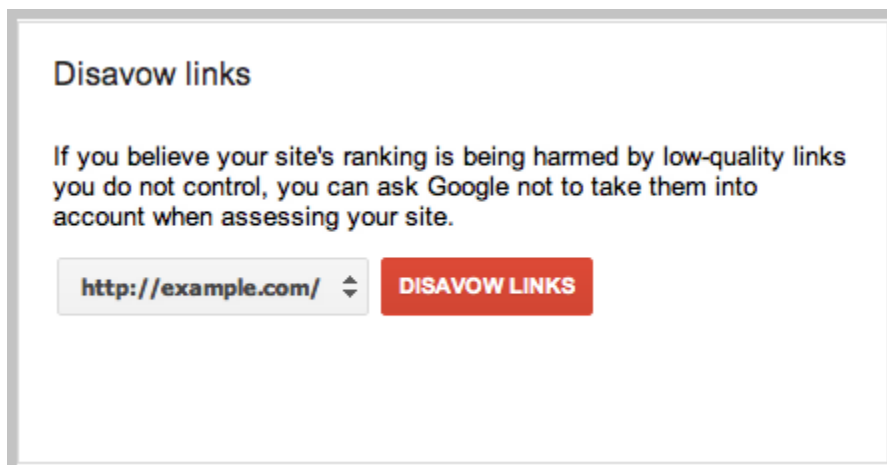 Disavow links
If you believe your site's ranking is being harmed by low-quality links
you do not control, you can ask Google not to take them into
account when assessing your site.
http://example.com/ DISAVOW LINKS